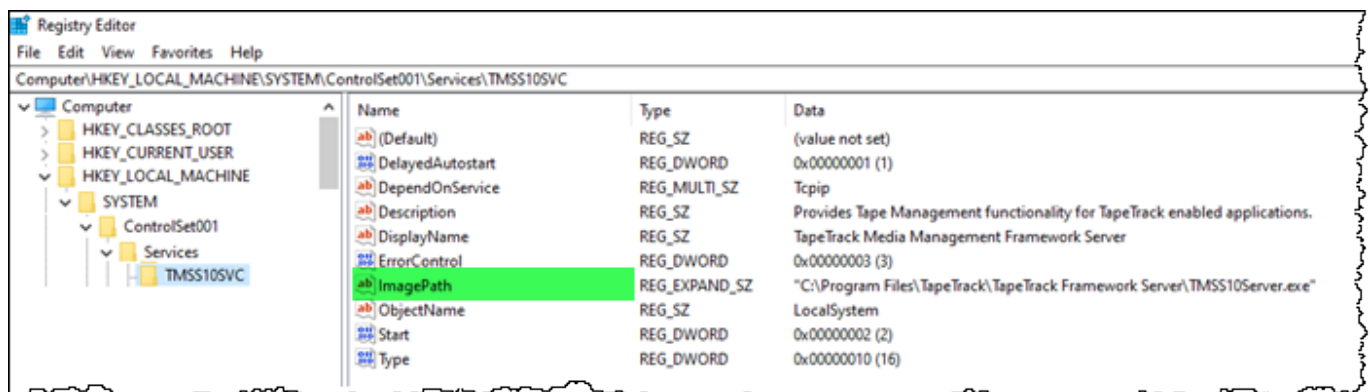 Registry Editor
File Edit View Favorites Help
Computer\HKEY_LOCAL_MACHINE\SYSTEM\ControlSet001\Services\TMSS10SVC
Computer
HKEY_CLASSES_ROOT
HKEY_CURRENT_USER
HKEY_LOCAL_MACHINE
SYSTEM
ControlSet001
Services
TMSS10SVC
Name Type Data
(Default) REG_SZ (value not set)
DelayedAutostart REG_DWORD 0x00000001 (1)
DependOnService REG_MULTI_SZ Tcpip
Description REG_SZ Provides Tape Management functionality for TapeTrack enabled applications.
DisplayName REG_SZ TapeTrack Media Management Framework Server
ErrorControl REG_DWORD 0x00000003 (3)
ImagePath REG_EXPAND_SZ "C:\Program Files\TapeTrack\TapeTrack Framework Server\TMSS10Server.exe"
ObjectName REG_SZ LocalSystem
Start REG_DWORD 0x00000002 (2)
Type REG_DWORD 0x00000010 (16)